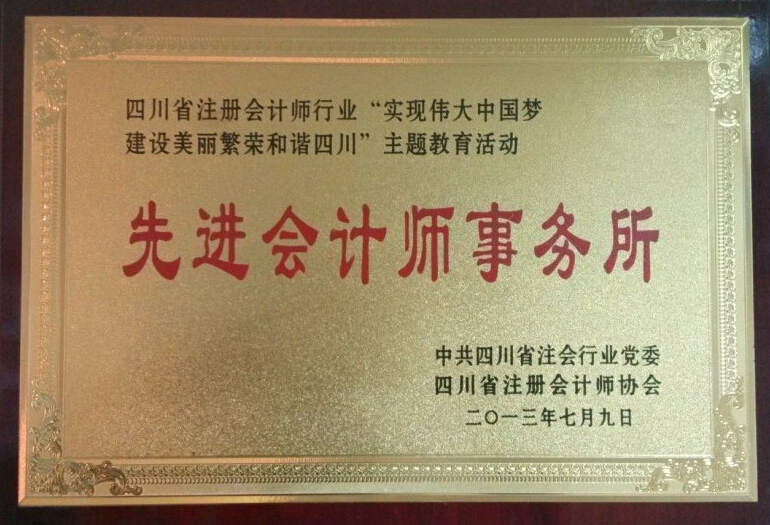 四川省注册会计师行业“实现伟大中国梦
建设美丽繁荣和谐四川”主题教育活动
先进会计师事务所
中共四川省注会行业党委
四川省注册会计师协会
二〇一三年七月九日